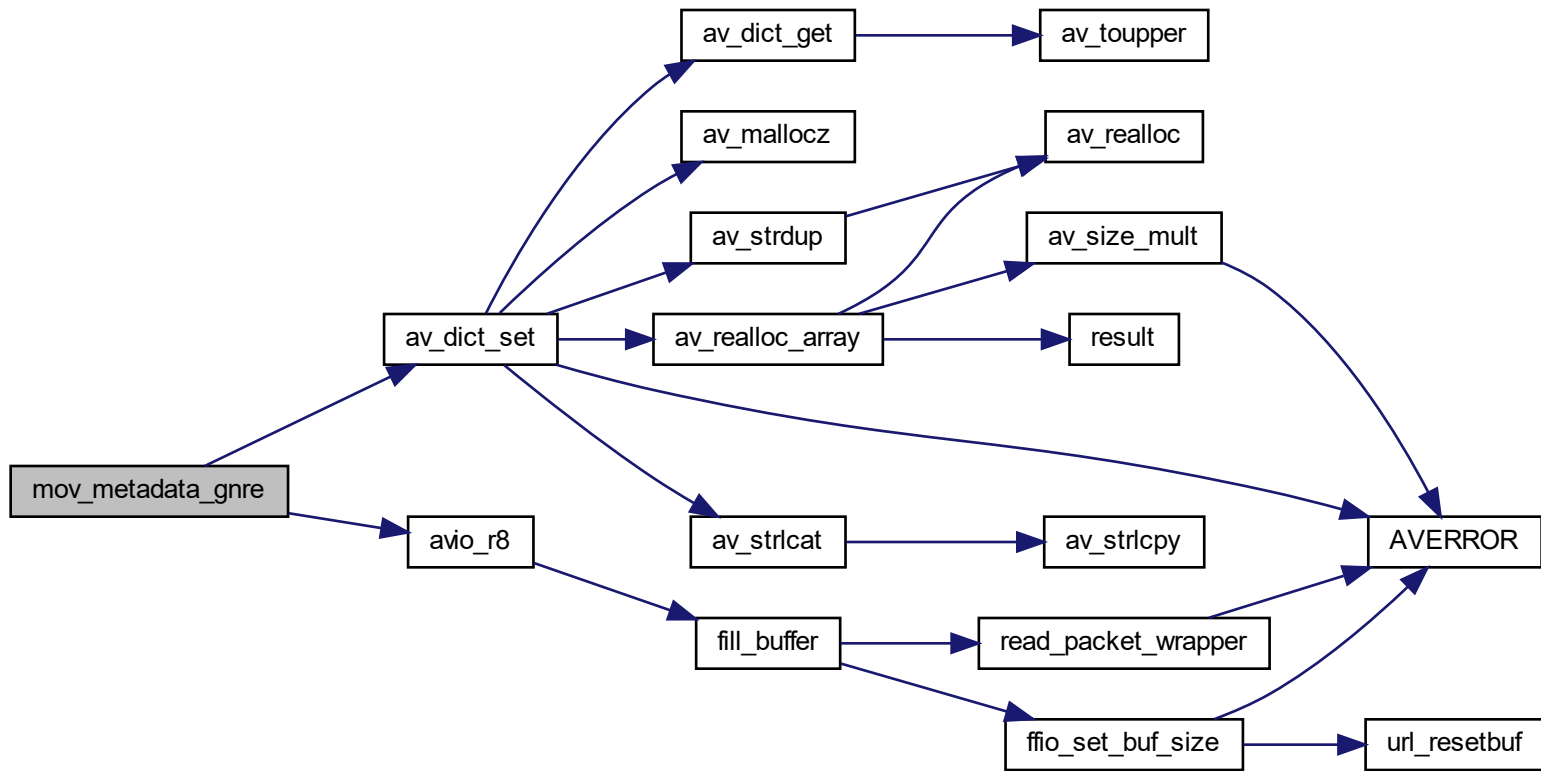 av_dict_get
av_toupper
av_mallocz
av_realloc
av_strdup
av_size_mult
av_dict_set
av_realloc_array
result
mov_metadata_gnre
avio_r8
av_strlcat
av_strlcpy
AVERROR
fill_buffer
read_packet_wrapper
ffio_set_buf_size
url_resetbuf